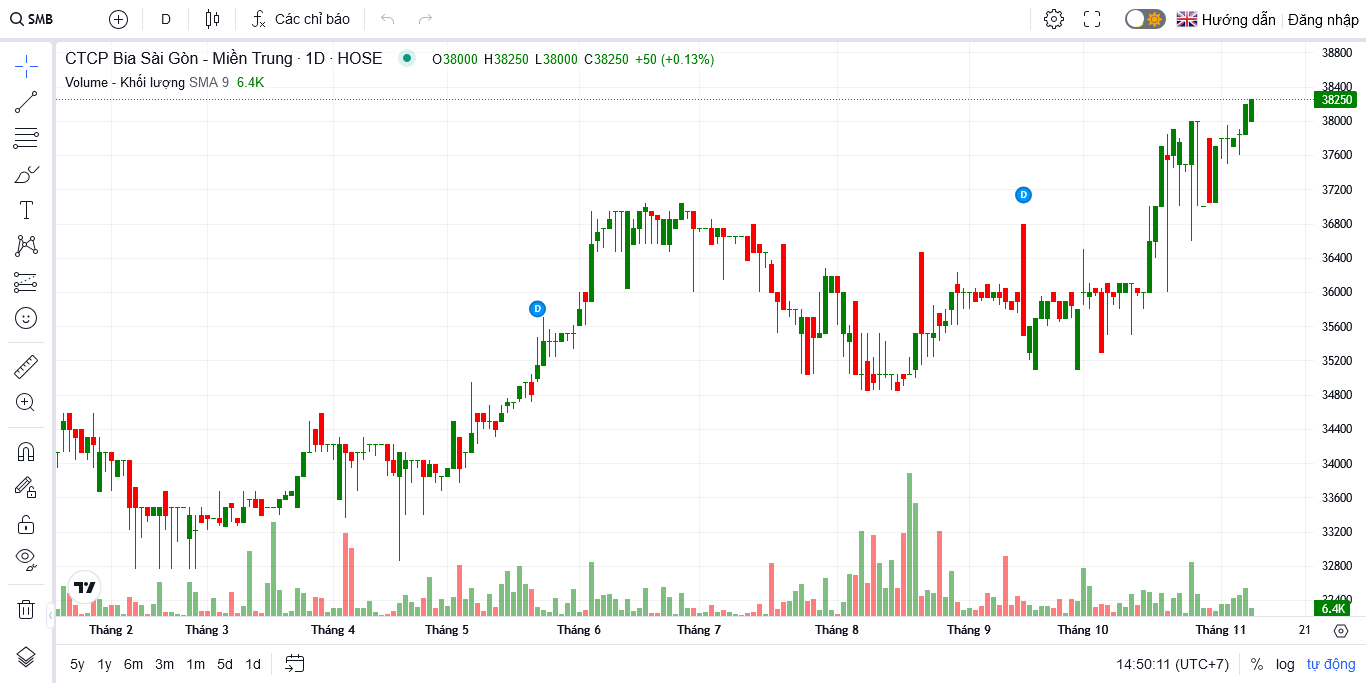 SMB D Các chỉ báo Hướng dẫn Đăng nhập
CTCP Bia Sài Gòn - Miền Trung · 1D · HOSE O38000 H38250 L38000 C38250 +50 (+0.13%)
Volume - Khối lượng SMA 9 6.4K
38800
38400
38250
38000
37600
37200
36800
36400
36000
35600
35200
34800
34400
34000
33600
33200
32800
32400
6.4K
D
D
Tháng 2 Tháng 3 Tháng 4 Tháng 5 Tháng 6 Tháng 7 Tháng 8 Tháng 9 Tháng 10 Tháng 11 21
5y 1y 6m 3m 1m 5d 1d 14:50:11 (UTC+7) % log tự động